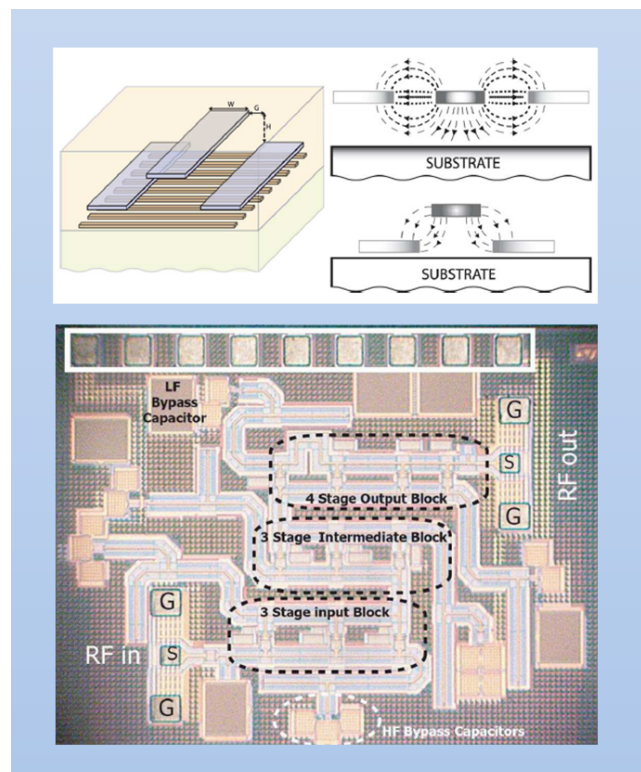 W
G
H
SUBSTRATE
SUBSTRATE
LF
Bypass
Capacitor
G
S
G
RF out
4 Stage Output Block
3 Stage Intermediate Block
3 Stage input Block
G
RF in
S
G
HF Bypass Capacitors